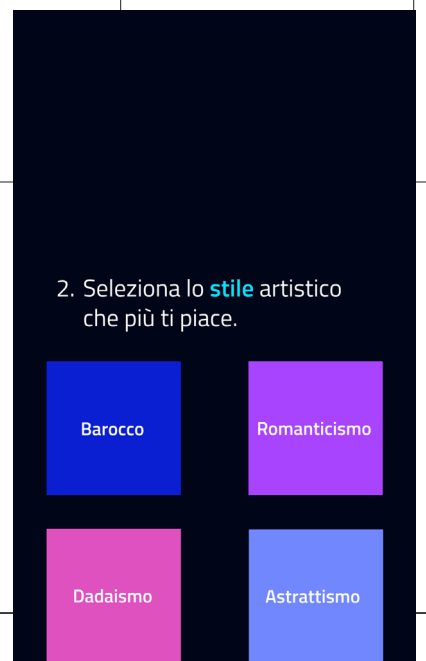 2. Seleziona lo stile artistico
che più ti piace.
Barocco
Romanticismo
Dadaismo
Astrattismo